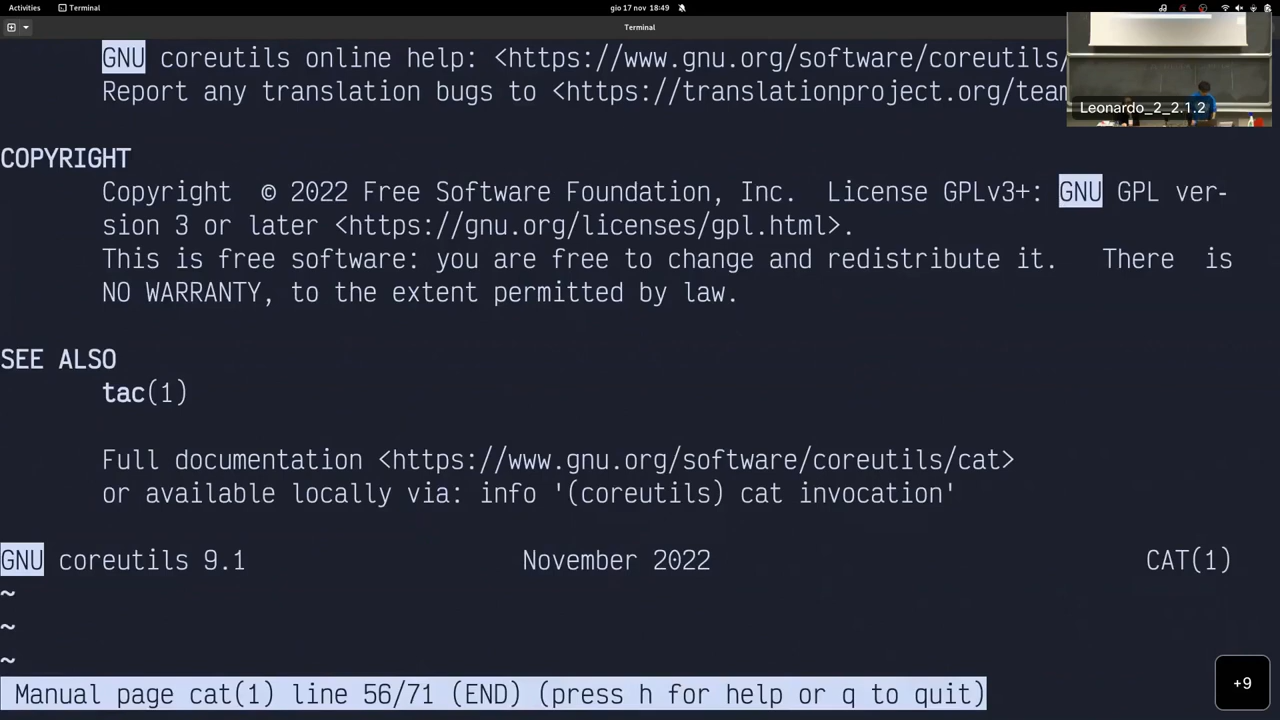 Activities
Terminal
gio 17 nov 18:49
Terminal
GNU coreutils online help: <https://www.gnu.org/software/coreutils/
Report any translation bugs to <https://translationproject.org/team
Leonardo_2_2.1.2
COPYRIGHT
Copyright © 2022 Free Software Foundation, Inc. License GPLv3+: GNU GPL ver-
sion 3 or later <https://gnu.org/licenses/gpl.html>.
This is free software: you are free to change and redistribute it. There is
NO WARRANTY, to the extent permitted by law.
SEE ALSO
tac(1)
Full documentation <https://www.gnu.org/software/coreutils/cat>
or available locally via: info '(coreutils) cat invocation'
GNU coreutils 9.1 November 2022 CAT(1)
~
~
~
Manual page cat(1) line 56/71 (END) (press h for help or q to quit)
+9